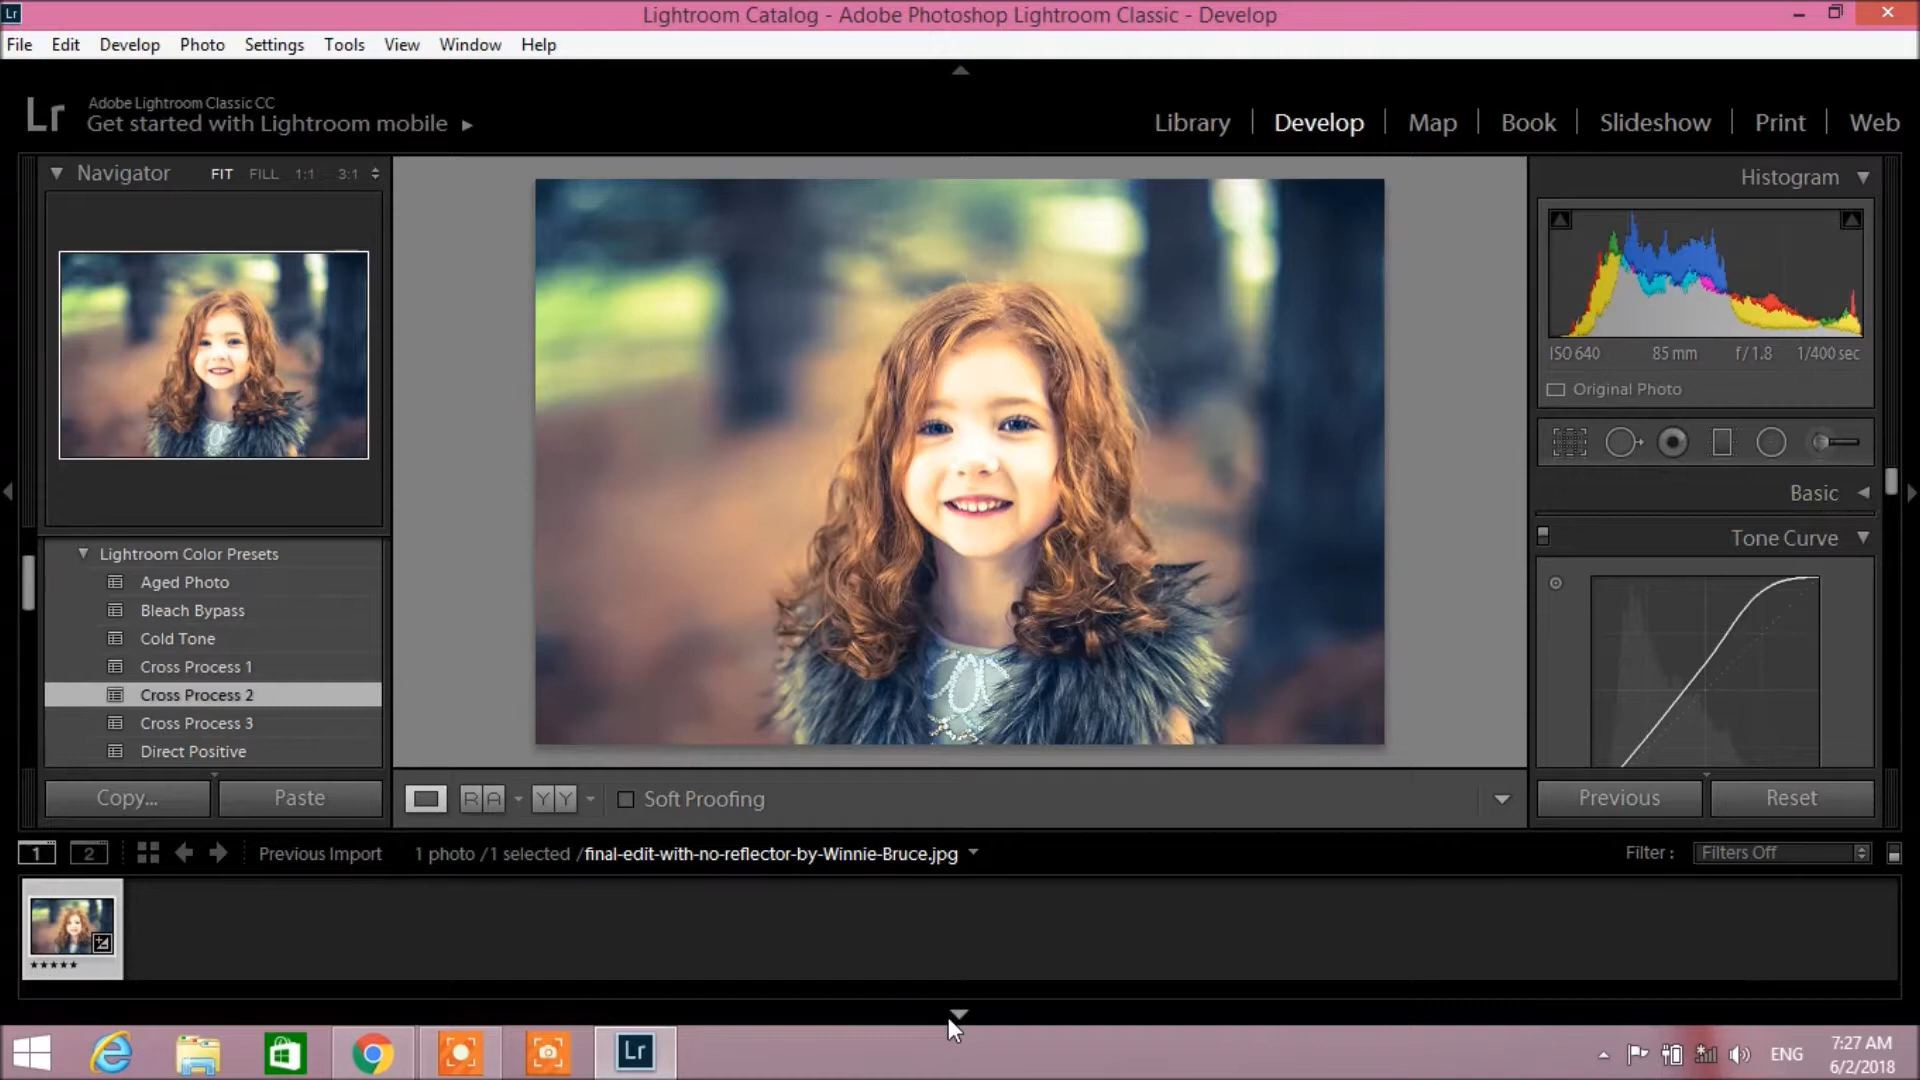 Lr
Lightroom Catalog - Adobe Photoshop Lightroom Classic - Develop
File Edit Develop Photo Settings Tools View Window Help
Lr
Adobe Lightroom Classic CC
Get started with Lightroom mobile
Library Develop Map Book Slideshow Print Web
Navigator FIT FILL 1:1 3:1
Histogram
ISO 640 85 mm f / 1.8 1/400 sec
Original Photo
Basic
Tone Curve
Lightroom Color Presets
Aged Photo
Bleach Bypass
Cold Tone
Cross Process 1
Cross Process 2
Cross Process 3
Direct Positive
Copy... Paste
R A Y Y Soft Proofing
Previous Reset
1 2 Previous Import 1 photo / 1 selected / final-edit-with-no-reflector-by-Winnie-Bruce.jpg Filter : Filters Off
Lr
ENG
7:27 AM
6/2/2018